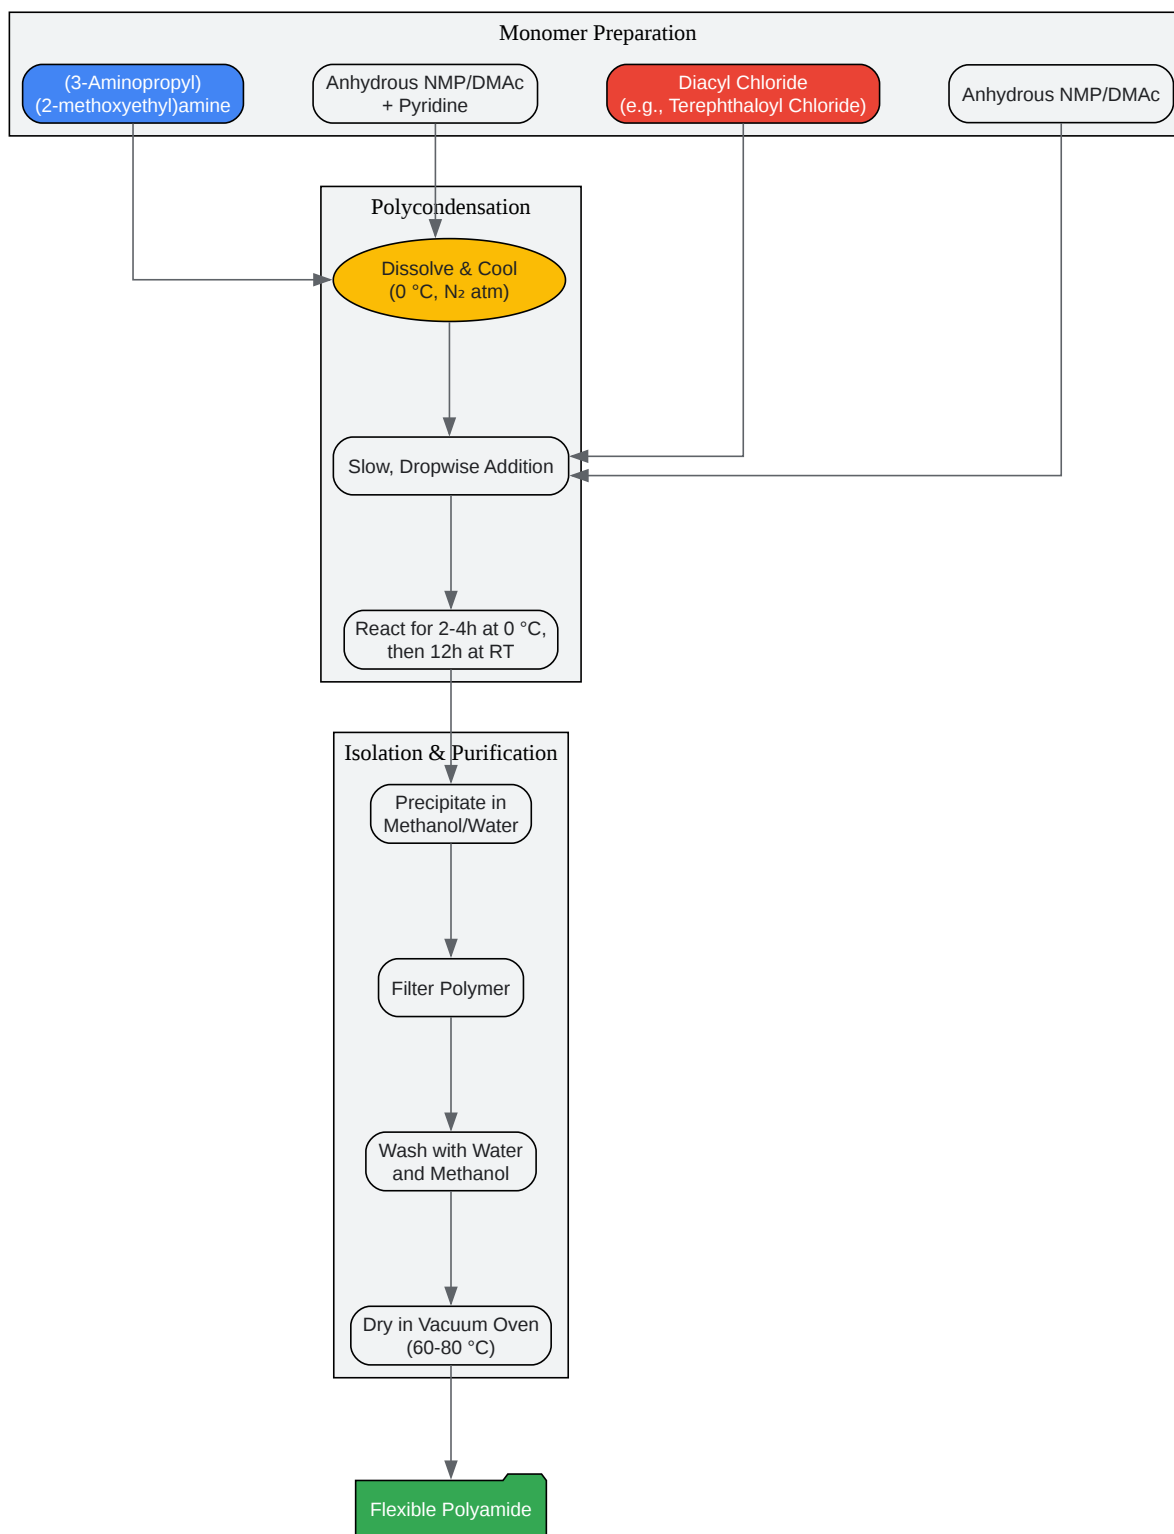 Monomer Preparation
(3-Aminopropyl)
(2-methoxyethyl)amine
Anhydrous NMP/DMAc
+ Pyridine
Diacyl Chloride
(e.g., Terephthaloyl Chloride)
Anhydrous NMP/DMAc
Polycondensation
Dissolve & Cool
(0 °C, N₂ atm)
Slow, Dropwise Addition
React for 2-4h at 0 °C,
then 12h at RT
Isolation & Purification
Precipitate in
Methanol/Water
Filter Polymer
Wash with Water
and Methanol
Dry in Vacuum Oven
(60-80 °C)
Flexible Polyamide